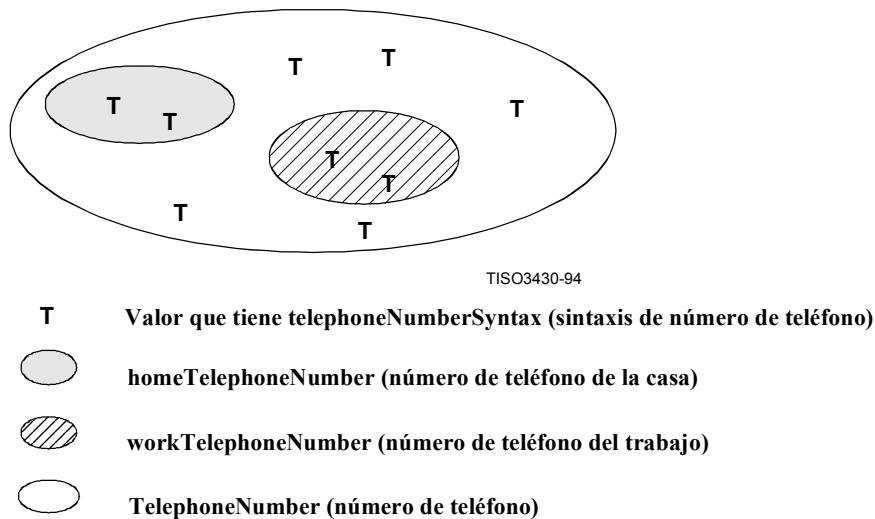 T T
T T T
T T
T T
TISO3430-94
T Valor que tiene telephoneNumberSyntax (sintaxis de número de teléfono)
homeTelephoneNumber (número de teléfono de la casa)
workTelephoneNumber (número de teléfono del trabajo)
TelephoneNumber (número de teléfono)